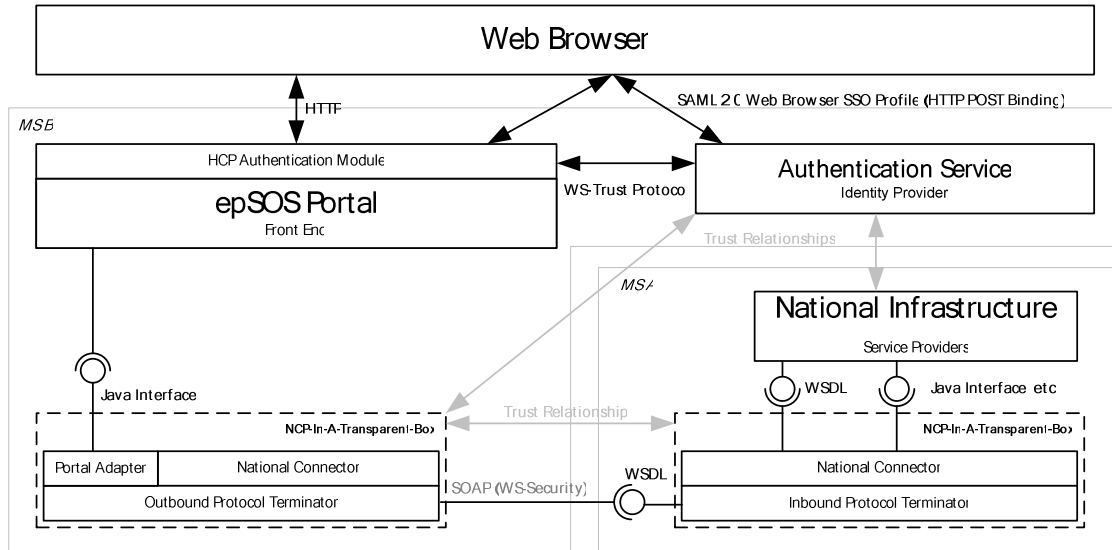 Web Browser
HTTP
SAML 2.0 Web Browser SSO Profile (HTTP POST Binding)
MSB
HCP Authentication Module
epSOS Portal
Front End
WS-Trust Protoco
Authentication Service
Identity Provider
Trust Relationships
MSA
National Infrastructure
Service Providers
Java Interface
WSDL
Java Interface etc
Trust Relationship
NCP-In-A-Transparent-Box
NCP-In-A-Transparent-Box
Portal Adapter
National Connector
National Connector
WSDL
SOAP (WS-Security)
Outbound Protocol Terminator
Inbound Protocol Terminator